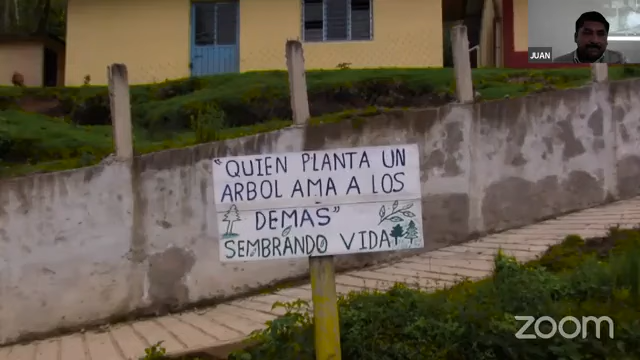 JUAN
"QUIEN PLANTA UN
ARBOL AMA A LOS
DEMAS"
SEMBRANDO VIDA
zoom